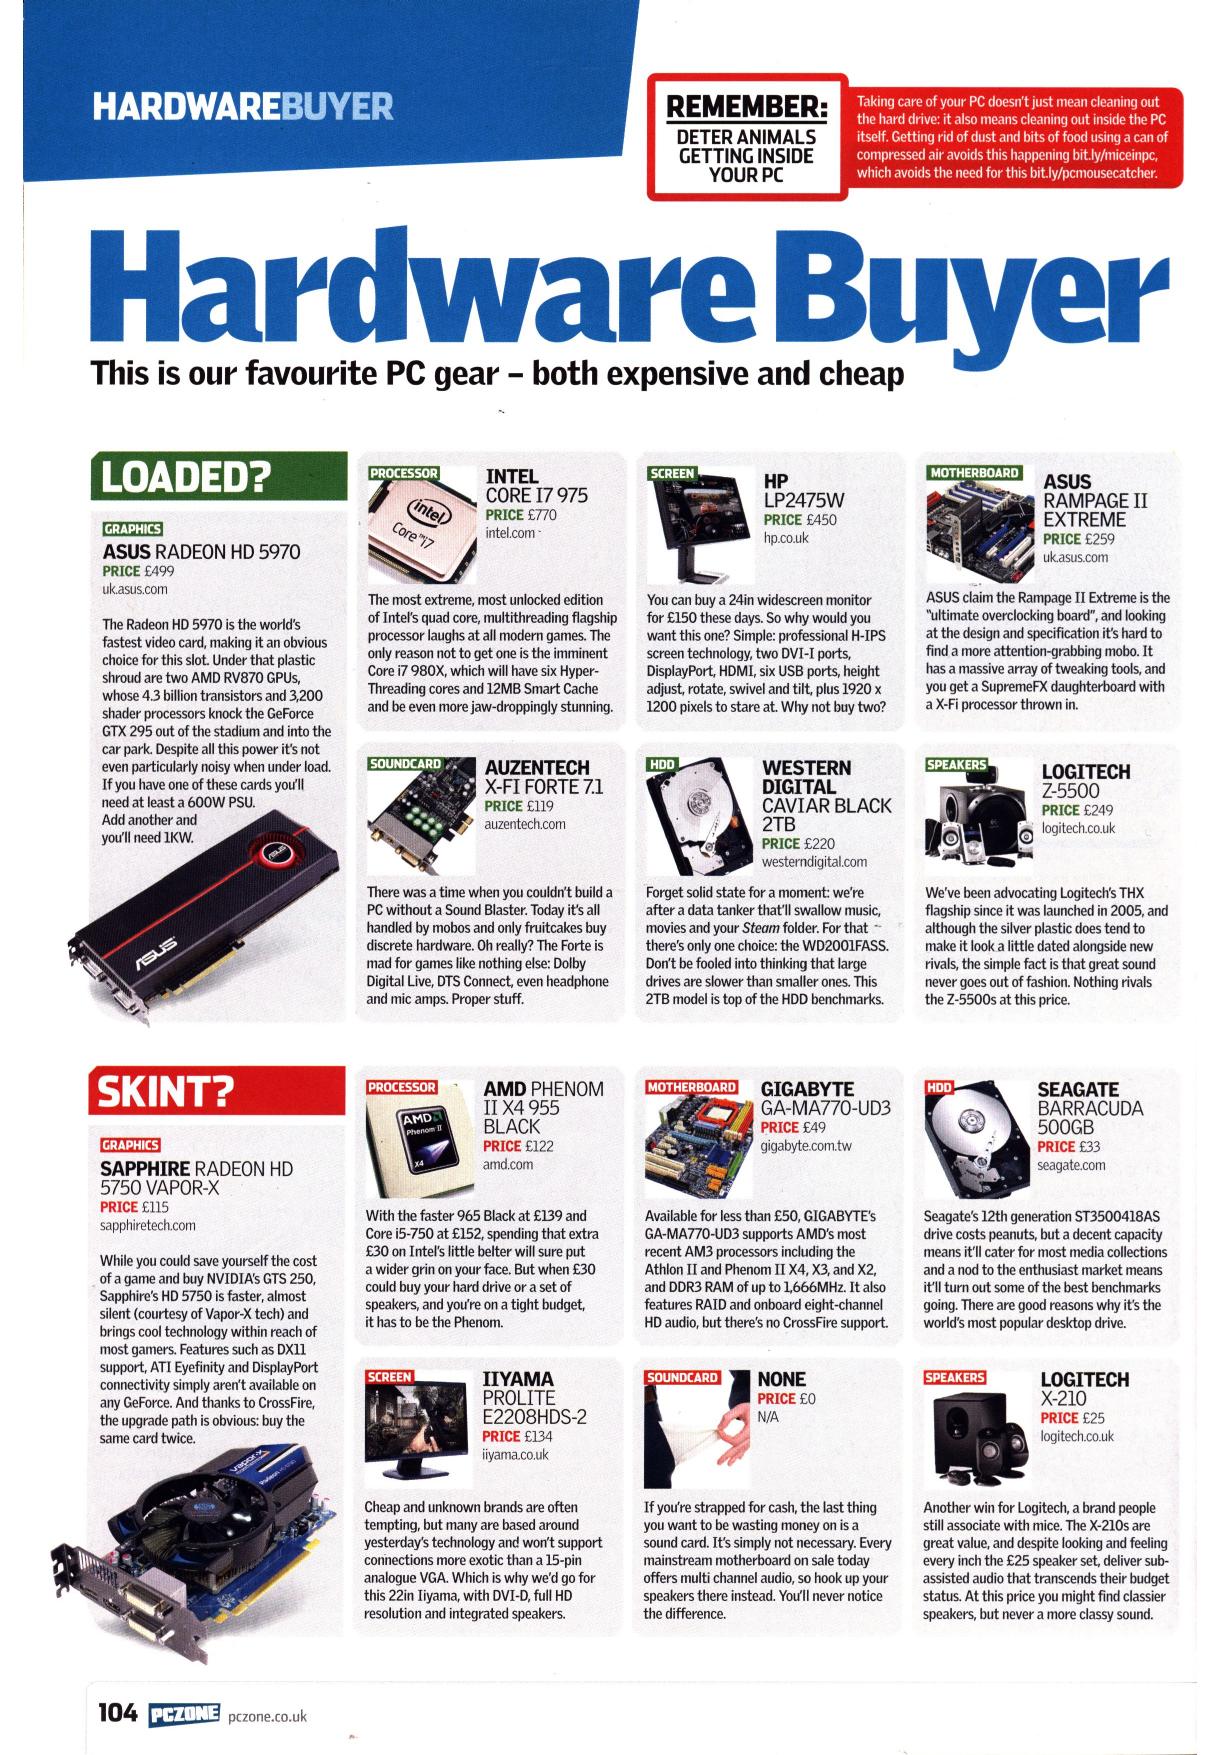 HARDWAREBUYER
REMEMBER:
DETER ANIMALS
GETTING INSIDE
YOUR PC
Taking care of your PC doesn't just mean cleaning out
the hard drive: it also means cleaning out inside the PC
itself. Getting rid of dust and bits of food using a can of
compressed air avoids this happening bit.ly/miceinpc,
which avoids the need for this bit.ly/pcmousecatcher.
Hardware Buyer
This is our favourite PC gear – both expensive and cheap
LOADED?
GRAPHICS
ASUS RADEON HD 5970
PRICE £499
uk.asus.com
The Radeon HD 5970 is the world's
fastest video card, making it an obvious
choice for this slot. Under that plastic
shroud are two AMD RV870 GPUs,
whose 4.3 billion transistors and 3,200
shader processors knock the GeForce
GTX 295 out of the stadium and into the
car park. Despite all this power it's not
even particularly noisy when under load.
If you have one of these cards you'll
need at least a 600W PSU.
Add another and
you'll need 1KW.
ASUS
ASUS
PROCESSOR
intel
Core i7
INTEL
CORE I7 975
PRICE £770
intel.com
The most extreme, most unlocked edition
of Intel's quad core, multithreading flagship
processor laughs at all modern games. The
only reason not to get one is the imminent
Core i7 980X, which will have six Hyper-
Threading cores and 12MB Smart Cache
and be even more jaw-droppingly stunning.
SCREEN
HP
LP2475W
PRICE £450
hp.co.uk
You can buy a 24in widescreen monitor
for £150 these days. So why would you
want this one? Simple: professional H-IPS
screen technology, two DVI-I ports,
DisplayPort, HDMI, six USB ports, height
adjust, rotate, swivel and tilt, plus 1920 x
1200 pixels to stare at. Why not buy two?
MOTHERBOARD
ASUS
RAMPAGE II
EXTREME
PRICE £259
uk.asus.com
ASUS claim the Rampage II Extreme is the
"ultimate overclocking board", and looking
at the design and specification it's hard to
find a more attention-grabbing mobo. It
has a massive array of tweaking tools, and
you get a SupremeFX daughterboard with
a X-Fi processor thrown in.
SOUNDCARD
AUZENTECH
X-FI FORTE 7.1
PRICE £119
auzentech.com
There was a time when you couldn't build a
PC without a Sound Blaster. Today it's all
handled by mobos and only fruitcakes buy
discrete hardware. Oh really? The Forte is
mad for games like nothing else: Dolby
Digital Live, DTS Connect, even headphone
and mic amps. Proper stuff.
HDD
WESTERN
DIGITAL
CAVIAR BLACK
2TB
PRICE £220
westerndigital.com
Forget solid state for a moment: we're
after a data tanker that'll swallow music,
movies and your Steam folder. For that
there's only one choice: the WD2001FASS.
Don't be fooled into thinking that large
drives are slower than smaller ones. This
2TB model is top of the HDD benchmarks.
SPEAKERS
LOGITECH
Z-5500
PRICE £249
logitech.co.uk
We've been advocating Logitech's THX
flagship since it was launched in 2005, and
although the silver plastic does tend to
make it look a little dated alongside new
rivals, the simple fact is that great sound
never goes out of fashion. Nothing rivals
the Z-5500s at this price.
SKINT?
GRAPHICS
SAPPHIRE RADEON HD
5750 VAPOR-X
PRICE £115
sapphiretech.com
While you could save yourself the cost
of a game and buy NVIDIA's GTS 250,
Sapphire's HD 5750 is faster, almost
silent (courtesy of Vapor-X tech) and
brings cool technology within reach of
most gamers. Features such as DX11
support, ATI Eyefinity and DisplayPort
connectivity simply aren't available on
any GeForce. And thanks to CrossFire,
the upgrade path is obvious: buy the
same card twice.
Vapor-X
PROCESSOR
AMD
Phenom II
X4
AMD PHENOM
II X4 955
BLACK
PRICE £122
amd.com
With the faster 965 Black at £139 and
Core i5-750 at £152, spending that extra
£30 on Intel's little belter will sure put
a wider grin on your face. But when £30
could buy your hard drive or a set of
speakers, and you're on a tight budget,
it has to be the Phenom.
MOTHERBOARD
GIGABYTE
GA-MA770-UD3
PRICE £49
gigabyte.com.tw
Available for less than £50, GIGABYTE's
GA-MA770-UD3 supports AMD's most
recent AM3 processors including the
Athlon II and Phenom II X4, X3, and X2,
and DDR3 RAM of up to 1,666MHz. It also
features RAID and onboard eight-channel
HD audio, but there's no CrossFire support.
HDD
SEAGATE
BARRACUDA
500GB
PRICE £33
seagate.com
Seagate's 12th generation ST3500418AS
drive costs peanuts, but a decent capacity
means it'll cater for most media collections
and a nod to the enthusiast market means
it'll turn out some of the best benchmarks
going. There are good reasons why it's the
world's most popular desktop drive.
SCREEN
IIYAMA
PROLITE
E2208HDS-2
PRICE £134
iiyama.co.uk
Cheap and unknown brands are often
tempting, but many are based around
yesterday's technology and won't support
connections more exotic than a 15-pin
analogue VGA. Which is why we'd go for
this 22in Iiyama, with DVI-D, full HD
resolution and integrated speakers.
SOUNDCARD
NONE
PRICE £0
N/A
If you're strapped for cash, the last thing
you want to be wasting money on is a
sound card. It's simply not necessary. Every
mainstream motherboard on sale today
offers multi channel audio, so hook up your
speakers there instead. You'll never notice
the difference.
SPEAKERS
LOGITECH
X-210
PRICE £25
logitech.co.uk
Another win for Logitech, a brand people
still associate with mice. The X-210s are
great value, and despite looking and feeling
every inch the £25 speaker set, deliver sub-
assisted audio that transcends their budget
status. At this price you might find classier
speakers, but never a more classy sound.
104 PCZONE pczone.co.uk